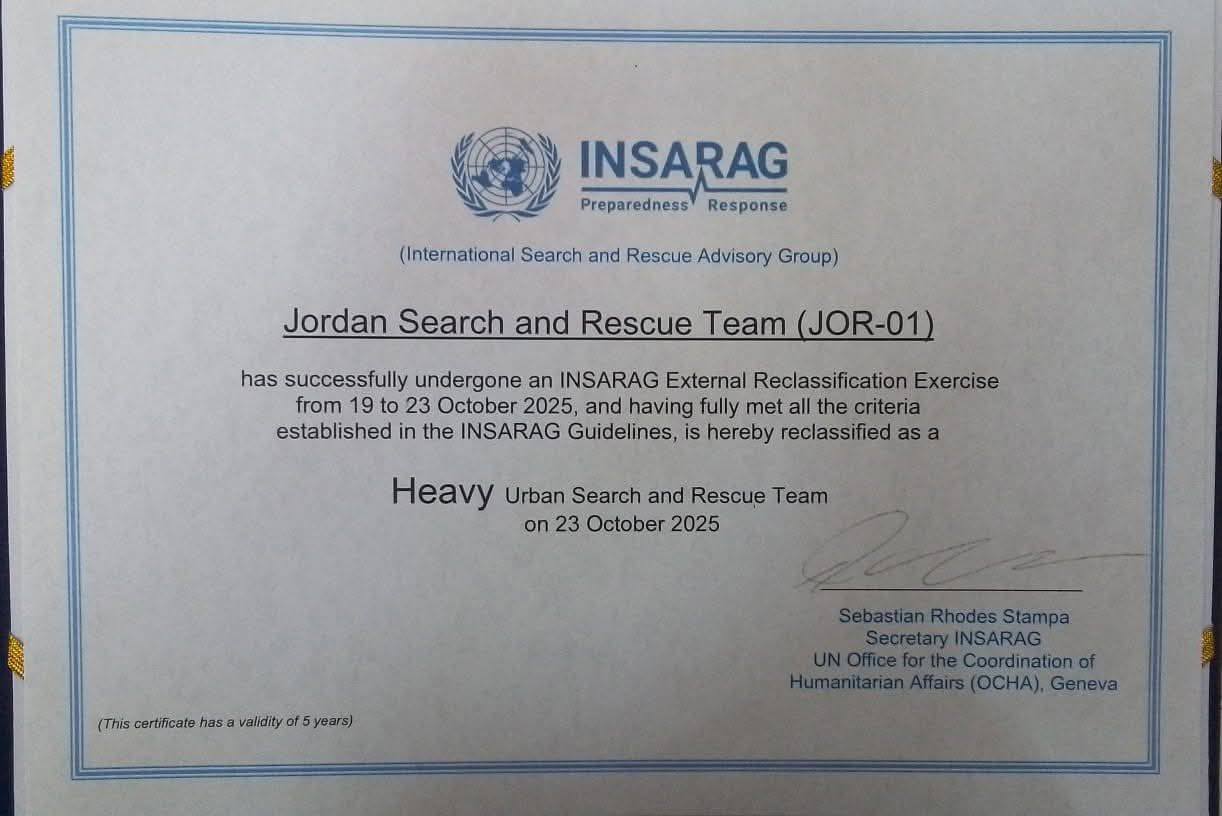 INSARAG
Preparedness Response
(International Search and Rescue Advisory Group)
Jordan Search and Rescue Team (JOR-01)
has successfully undergone an INSARAG External Reclassification Exercise
from 19 to 23 October 2025, and having fully met all the criteria
established in the INSARAG Guidelines, is hereby reclassified as a
Heavy Urban Search and Rescue Team
on 23 October 2025
Sebastian Rhodes Stampa
Secretary INSARAG
UN Office for the Coordination of
Humanitarian Affairs (OCHA), Geneva
(This certificate has a validity of 5 years)